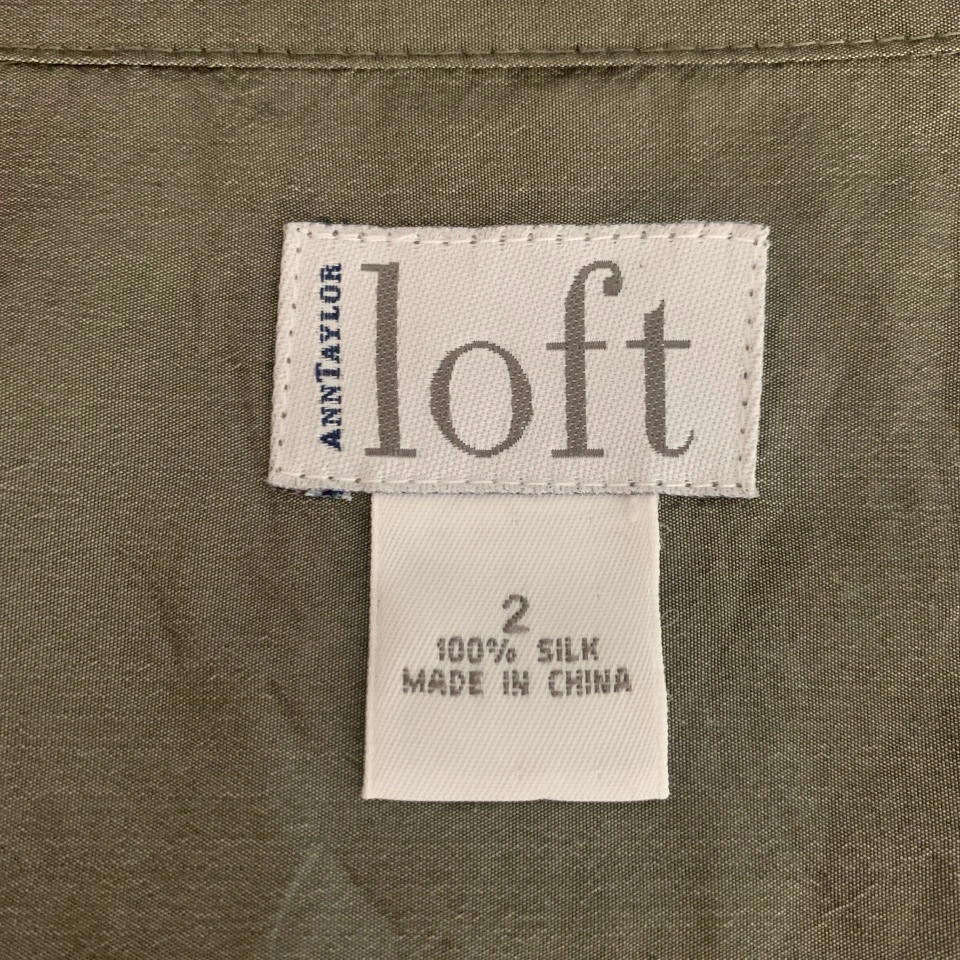 ANNTAYLOR
loft
2
100% SILK
MADE IN CHINA